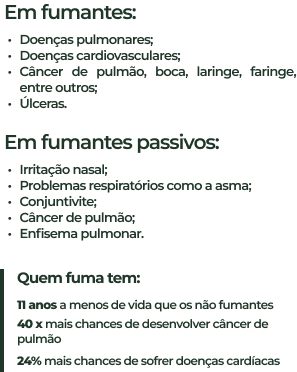 Em fumantes:
• Doenças pulmonares;
• Doenças cardiovasculares;
• Câncer de pulmão, boca, laringe, faringe,
entre outros;
• Úlceras.
Em fumantes passivos:
• Irritação nasal;
• Problemas respiratórios como a asma;
• Conjuntivite;
• Câncer de pulmão;
• Enfisema pulmonar.
Quem fuma tem:
11 anos a menos de vida que os não fumantes
40 x mais chances de desenvolver câncer de
pulmão
24% mais chances de sofrer doenças cardíacas